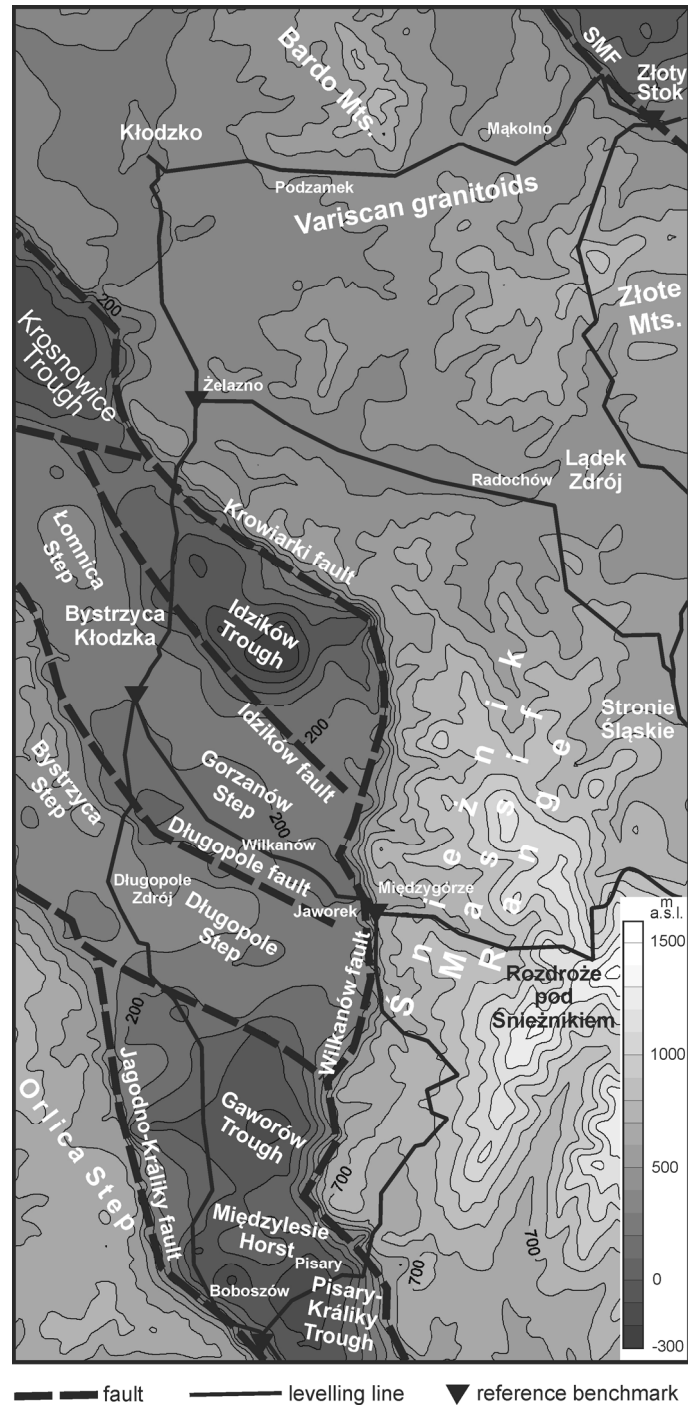 SMF
Złoty
Stok
Bardo Mts.
Kłodzko
Mąkolno
Podzamek
Variscan granitoids
Złote
Mts.
200
Krosnowice
Trough
Żelazno
Lądek
Zdrój
Radochów
Łomnica
Step
Krowiarki fault
Bystrzyca
Kłodzka
Idzików
Trough
Śnieżnik
Massif
Range
Stronie
Śląskie
Idzików fault
200
Bystrzyca
Step
Gorzanów
Step
200
Wilkanów
Długopole fault
Długopole
Zdrój
Długopole
Step
Jaworek
Międzygórze
Wilkanów fault
Rozdroże
pod
Śnieżnikiem
200
Jagodno-Králiky fault
Orlica Step
Gaworów
Trough
700
Międzylesie
Horst
Pisary
Boboszów
Pisary-
Králiky
Trough
700
700
m
a.s.l.
1500
1000
500
0
-300
fault
levelling line
reference benchmark